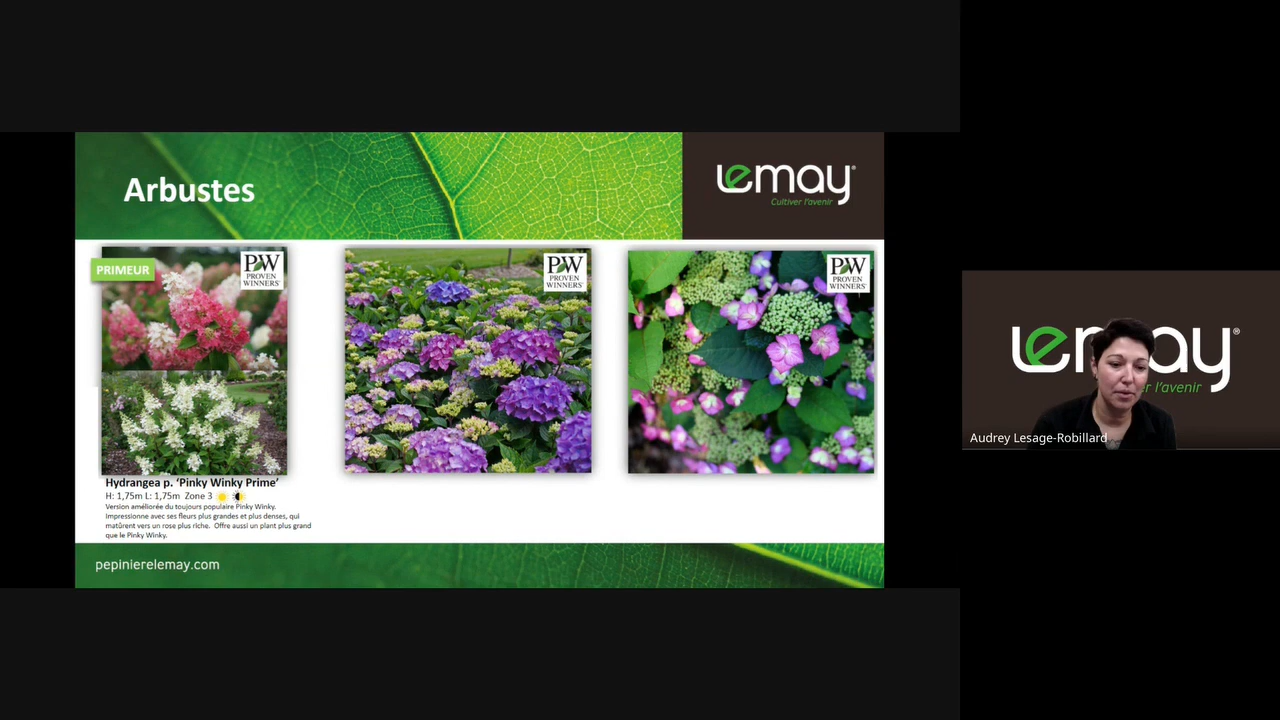 Arbustes
Lemay®
Cultiver l'avenir
PRIMEUR
PW
PROVEN
WINNERS®
PW
PROVEN
WINNERS®
PW
PROVEN
WINNERS®
Hydrangea p. ‘Pinky Winky Prime’
H: 1,75m L: 1,75m Zone 3
Version améliorée du toujours populaire Pinky Winky.
Impressionne avec ses fleurs plus grandes et plus denses, qui
matûrent vers un rose plus riche. Offre aussi un plant plus grand
que le Pinky Winky.
pepinierelemay.com
lemay®
r l'avenir
Audrey Lesage-Robillard